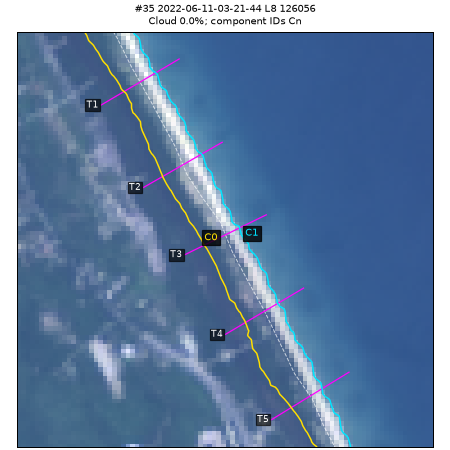 #35 2022-06-11-03-21-44 L8 126056
Cloud 0.0%; component IDs Cn
T1
T2
C0 C1
T3
T4
T5